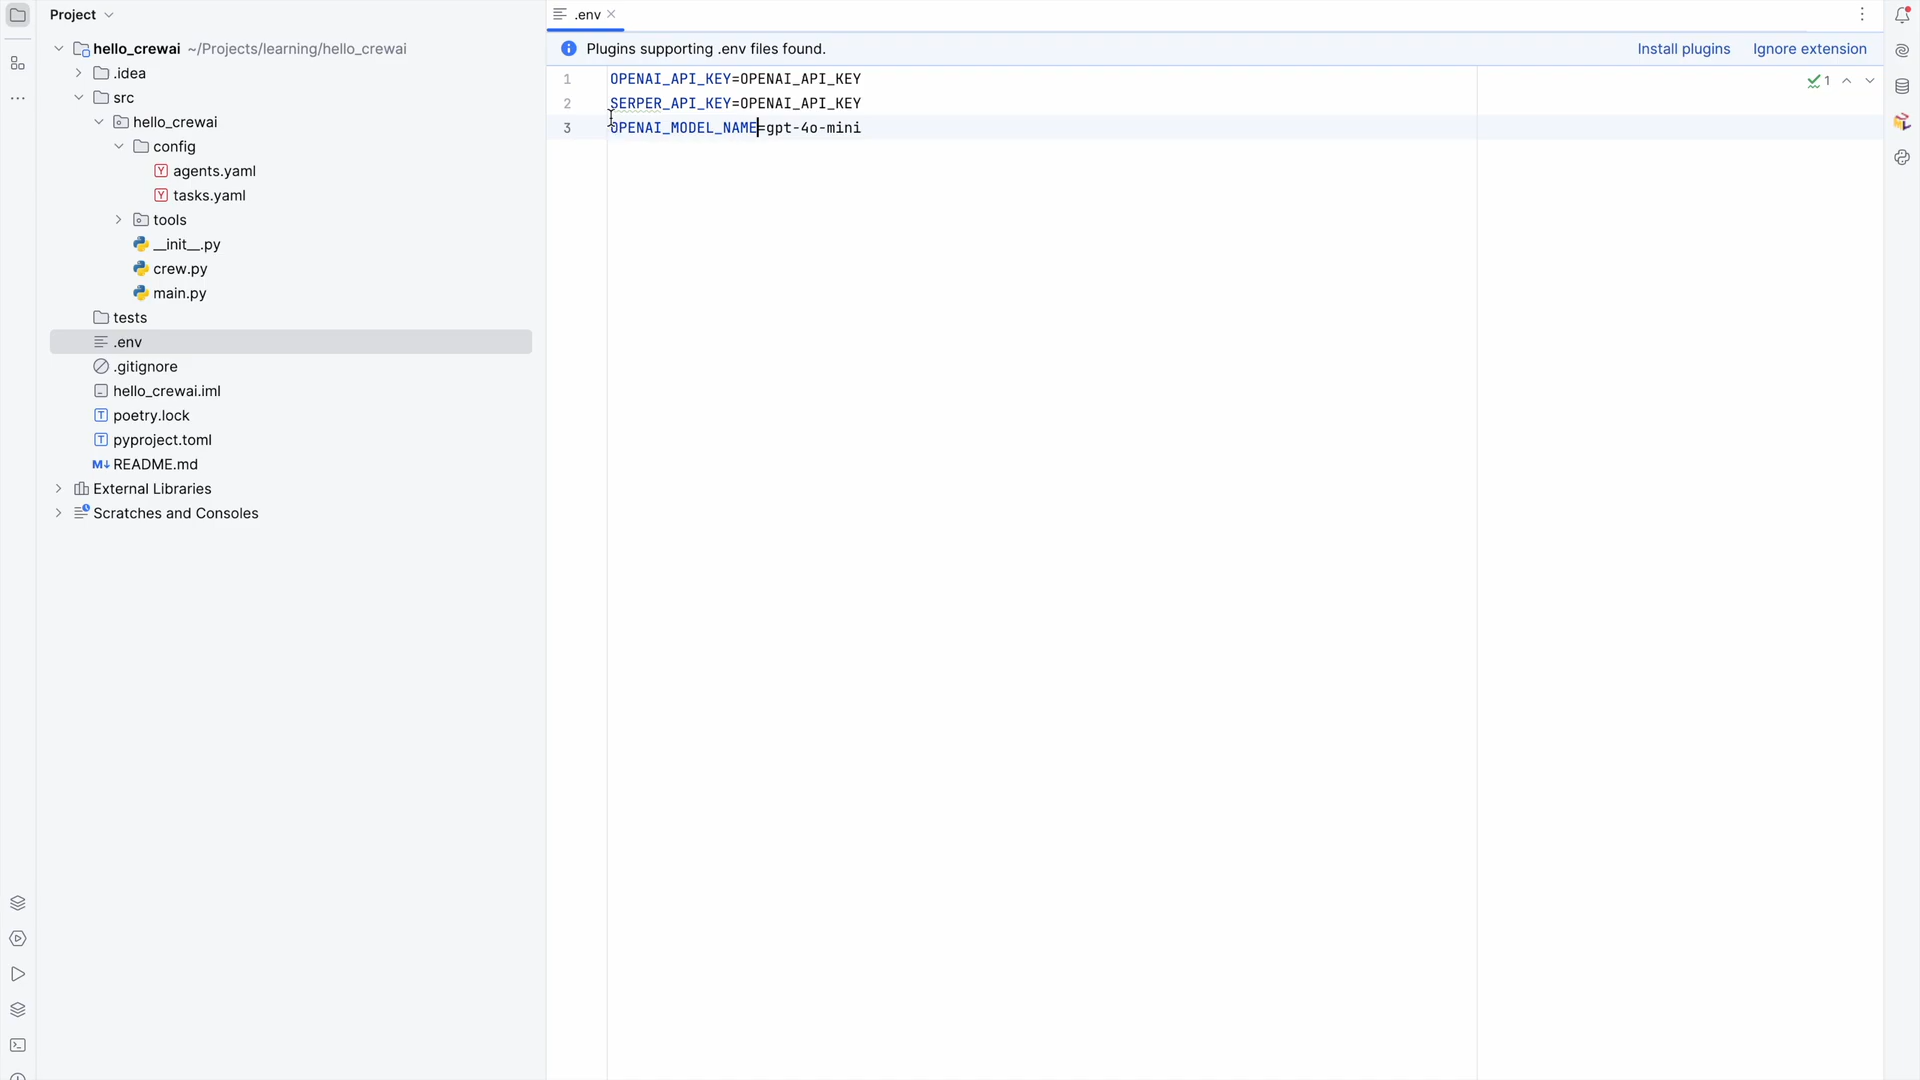 Project
.env
hello_crewai ~/Projects/learning/hello_crewai
.idea
src
hello_crewai
config
agents.yaml
tasks.yaml
tools
__init__.py
crew.py
main.py
tests
.env
.gitignore
hello_crewai.iml
poetry.lock
pyproject.toml
README.md
External Libraries
Scratches and Consoles
Plugins supporting .env files found. Install plugins Ignore extension
1 OPENAI_API_KEY=OPENAI_API_KEY
2 SERPER_API_KEY=OPENAI_API_KEY
3 OPENAI_MODEL_NAME=gpt-4o-mini
1